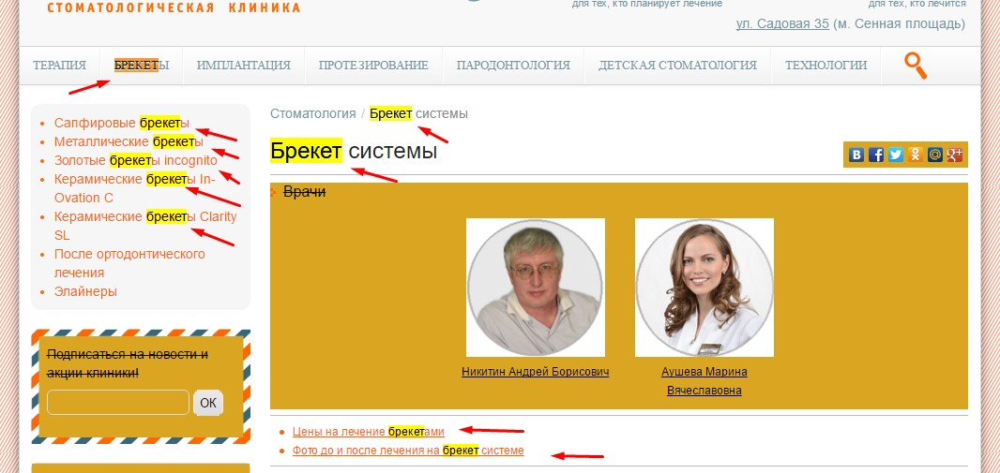 СТОМАТОЛОГИЧЕСКАЯ КЛИНИКА
для тех, кто планирует лечение
для тех, кто лечится
ул. Садовая 35 (м. Сенная площадь)
ТЕРАПИЯ БРЕКЕТЫ ИМПЛАНТАЦИЯ ПРОТЕЗИРОВАНИЕ ПАРОДОНТОЛОГИЯ ДЕТСКАЯ СТОМАТОЛОГИЯ ТЕХНОЛОГИИ
Сапфировые брекеты
Металлические брекеты
Золотые брекеты incognito
Керамические брекеты In-
Ovation C
Керамические брекеты Clarity
SL
После ортодонтического
лечения
Элайнеры
Подписаться на новости и
акции клиники!
ОК
Стоматология / Брекет системы
Брекет системы
Врачи
Никитин Андрей Борисович
Аушева Марина
Вячеславовна
Цены на лечение брекетами
Фото до и после лечения на брекет системе